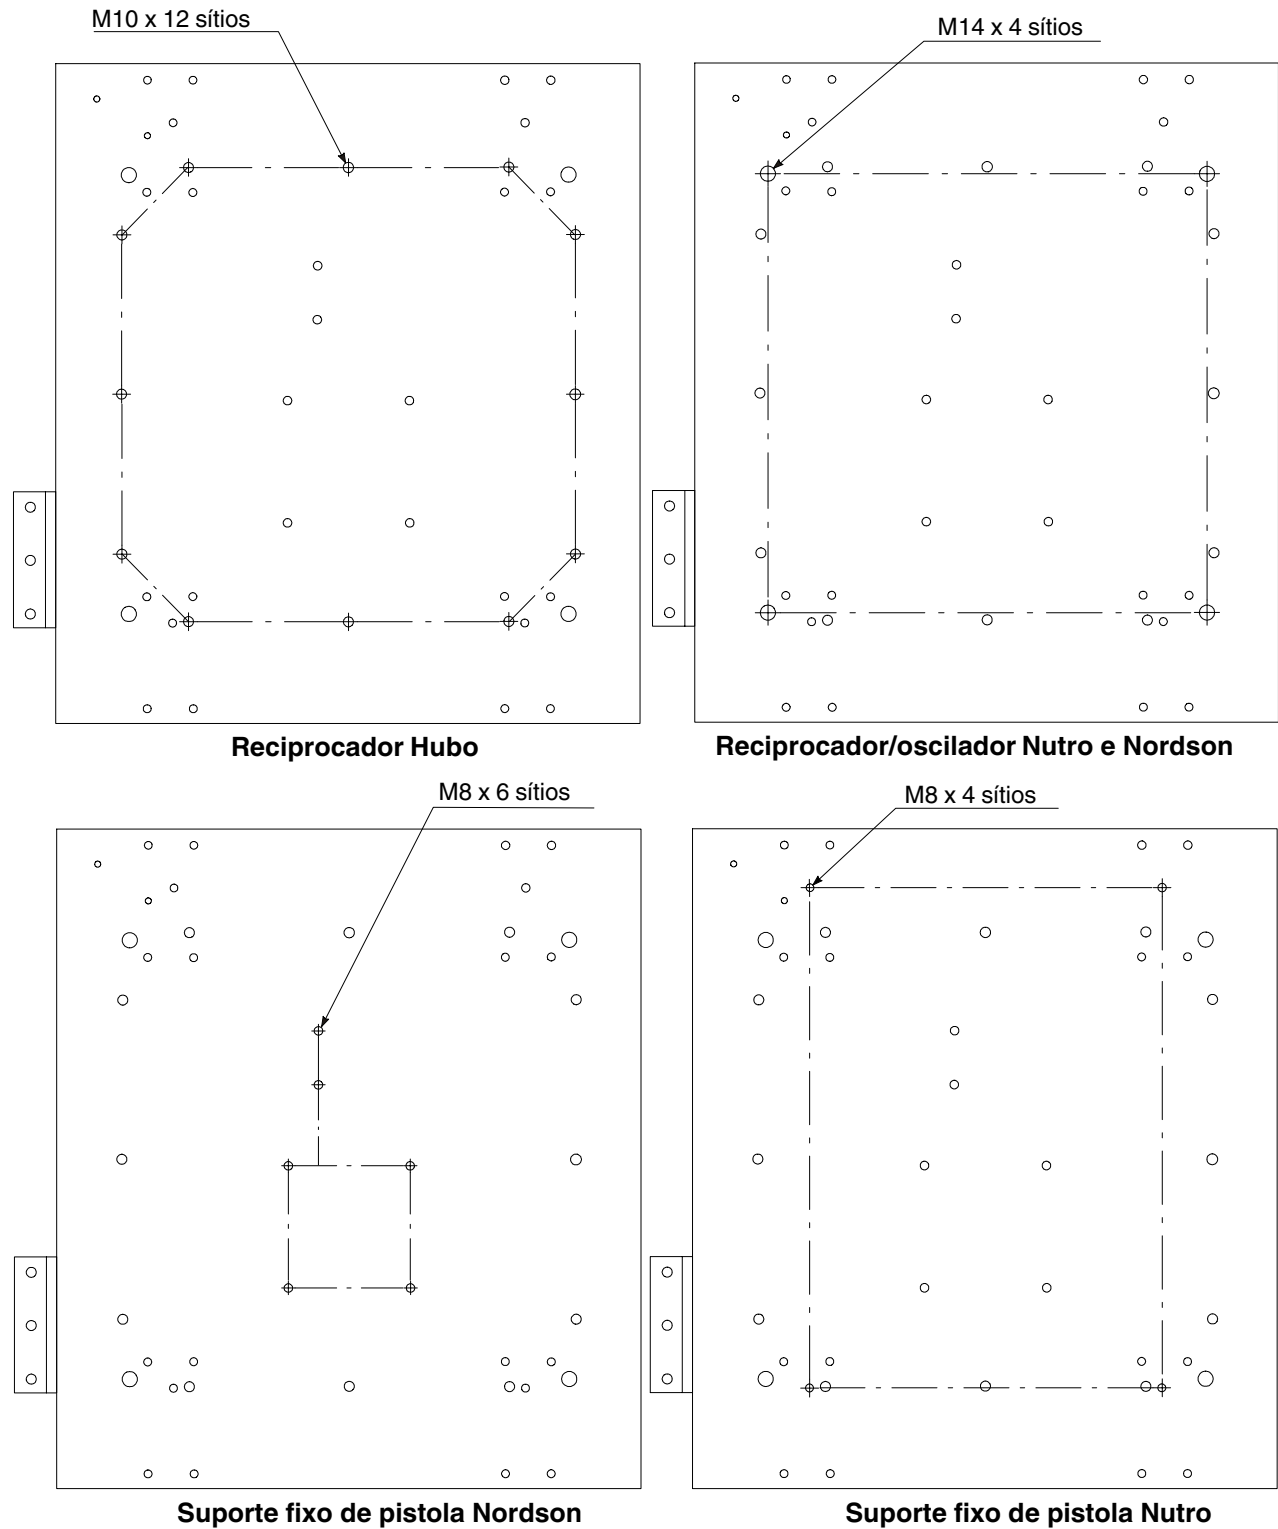 M10 x 12 sítios
M14 x 4 sítios
Reciprocador Hubo
Reciprocador/oscilador Nutro e Nordson
M8 x 6 sítios
M8 x 4 sítios
Suporte fixo de pistola Nordson
Suporte fixo de pistola Nutro